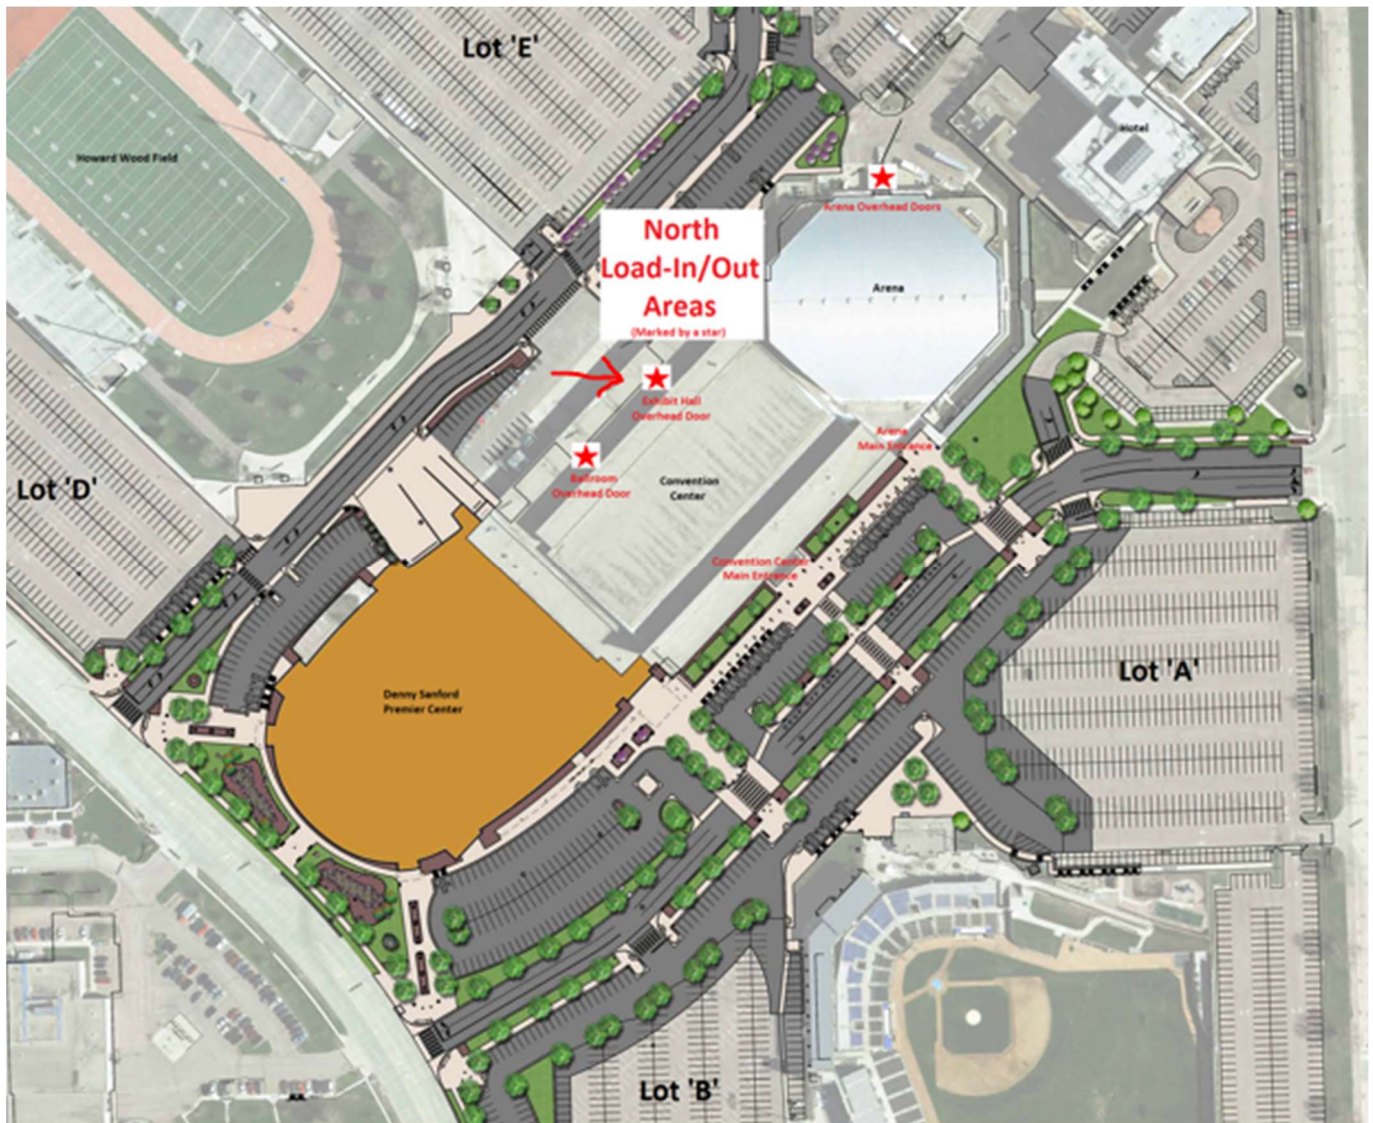 Lot 'E'
Howard Wood Field
Hotel
Arena Overhead Doors
North
Load-In/Out
Areas
(Marked by a star)
Arena
Exhibit Hall
Overhead Door
Arena
Main Entrance
Ballroom
Overhead Door
Convention
Center
Lot 'D'
Convention Center
Main Entrance
Lot 'A'
Denny Sanford
Premier Center
Lot 'B'